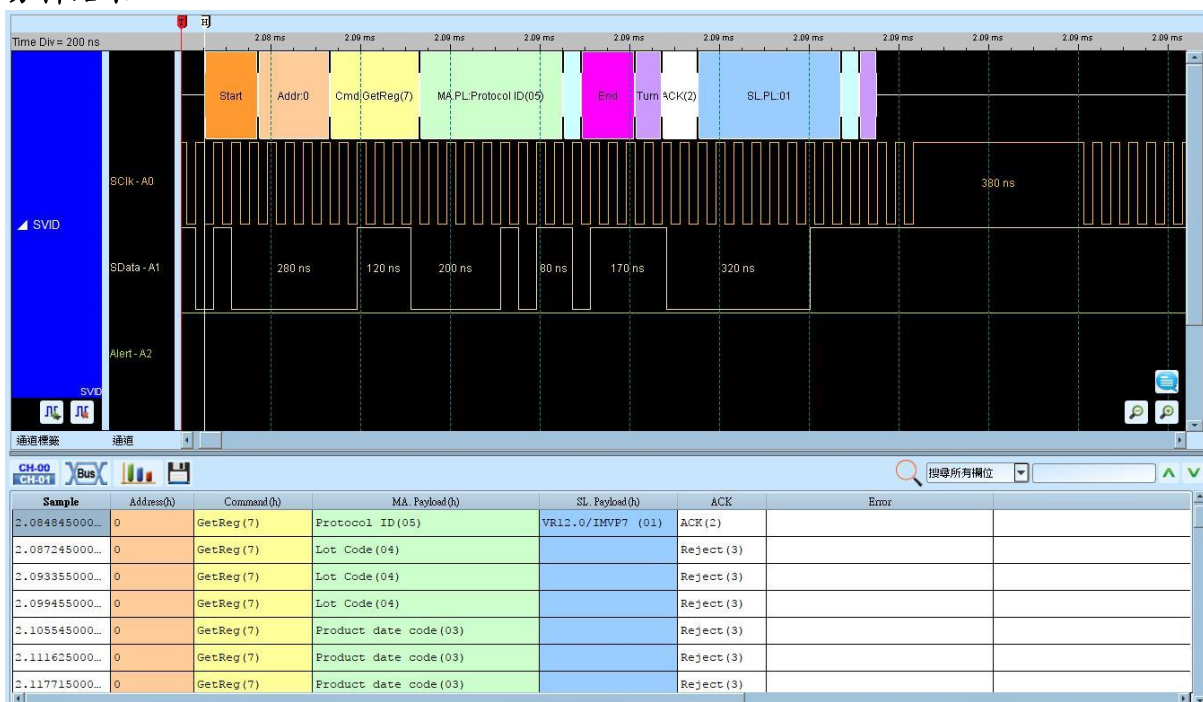 Time Div = 200 ns
2.08 ms 2.09 ms 2.09 ms 2.09 ms 2.09 ms 2.09 ms 2.09 ms 2.09 ms 2.09 ms 2.09 ms 2.09 ms
Start Addr:0 Cmd:GetReg(7) MA.PL:Protocol ID(05) End Turn ACK(2) SL.PL:01
SClk - A0 380 ns
SVID
SData - A1 280 ns 120 ns 200 ns 80 ns 170 ns 320 ns
Alert - A2
SVID
通道標籤 通道
CH-00
CH-01 Bus 搜尋所有欄位
Sample Address(h) Command(h) MA. Payload(h) SL. Payload(h) ACK Error
2.084845000... 0 GetReg(7) Protocol ID(05) VR12.0/IMVP7 (01) ACK(2)
2.087245000... 0 GetReg(7) Lot Code(04) Reject(3)
2.093355000... 0 GetReg(7) Lot Code(04) Reject(3)
2.099455000... 0 GetReg(7) Lot Code(04) Reject(3)
2.105545000... 0 GetReg(7) Product date code(03) Reject(3)
2.111625000... 0 GetReg(7) Product date code(03) Reject(3)
2.117715000... 0 GetReg(7) Product date code(03) Reject(3)